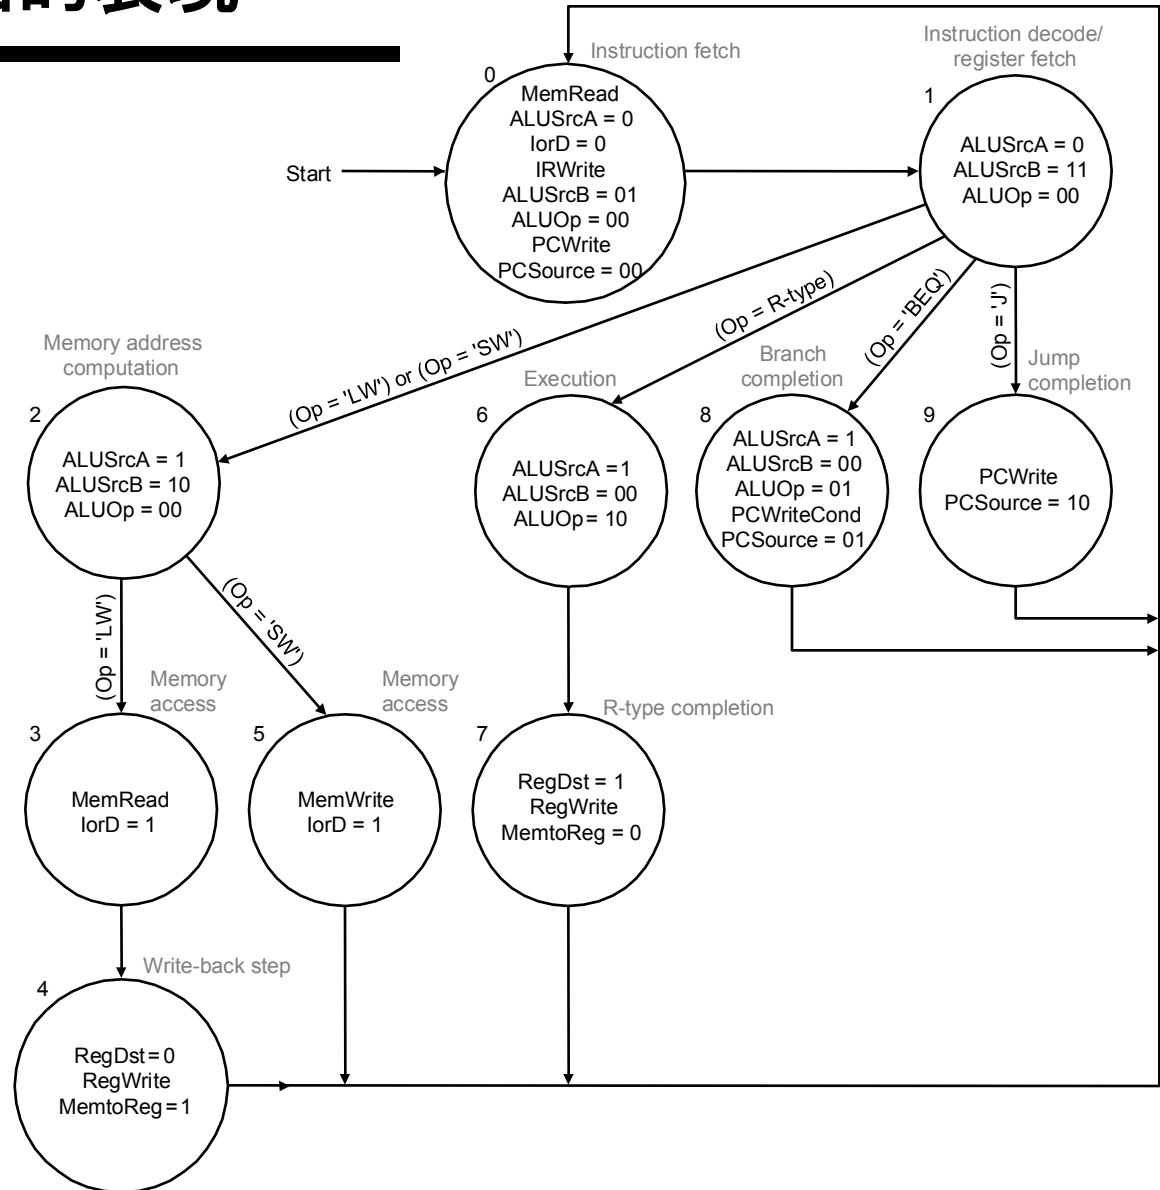 的表現
Instruction fetch
0
MemRead
ALUSrcA = 0
IorD = 0
IRWrite
ALUSrcB = 01
ALUOp = 00
PCWrite
PCSource = 00
Start
Instruction decode/
register fetch
1
ALUSrcA = 0
ALUSrcB = 11
ALUOp = 00
(Op = 'LW') or (Op = 'SW')
(Op = R-type)
(Op = 'BEQ')
(Op = 'J')
Memory address
computation
2
ALUSrcA = 1
ALUSrcB = 10
ALUOp = 00
Execution
6
ALUSrcA =1
ALUSrcB = 00
ALUOp= 10
Branch
completion
8
ALUSrcA = 1
ALUSrcB = 00
ALUOp = 01
PCWriteCond
PCSource = 01
Jump
completion
9
PCWrite
PCSource = 10
(Op = 'LW')
(Op = 'SW')
Memory
access
3
MemRead
IorD = 1
Memory
access
5
MemWrite
IorD = 1
R-type completion
7
RegDst = 1
RegWrite
MemtoReg = 0
Write-back step
4
RegDst=0
RegWrite
MemtoReg=1